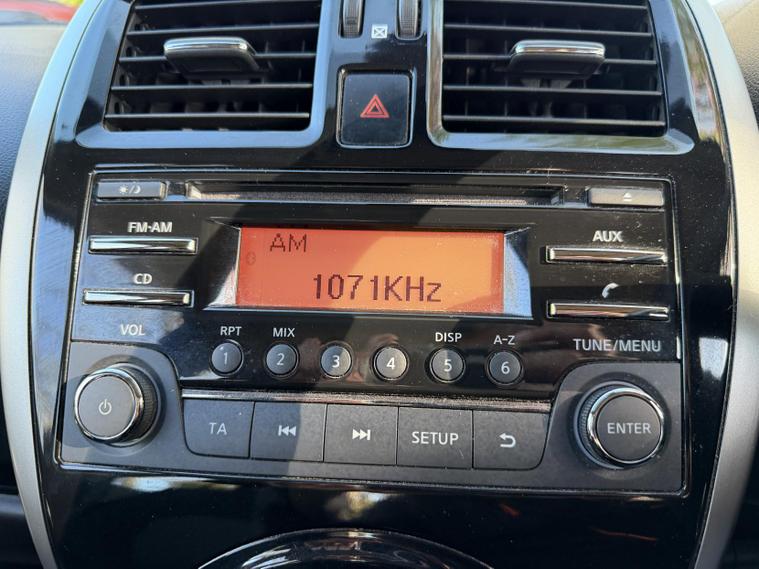 FM·AM
CD
VOL
AM
1071KHz
AUX
RPT
MIX
DISP
A-Z
1
2
3
4
5
6
TUNE/MENU
TA
SETUP
ENTER